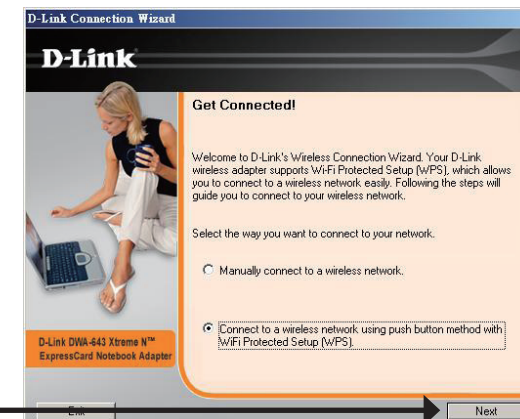 D-Link Connection Wizard
D-Link
Get Connected!
Welcome to D-Link's Wireless Connection Wizard. Your D-Link
wireless adapter supports Wi-Fi Protected Setup (WPS), which allows
you to connect to a wireless network easily. Following the steps will
guide you to connect to your wireless network.
Select the way you want to connect to your network.
Manually connect to a wireless network.
Connect to a wireless network using push button method with
WiFi Protected Setup (WPS).
D-Link DWA-643 Xtreme N™
ExpressCard Notebook Adapter
Exit
Next